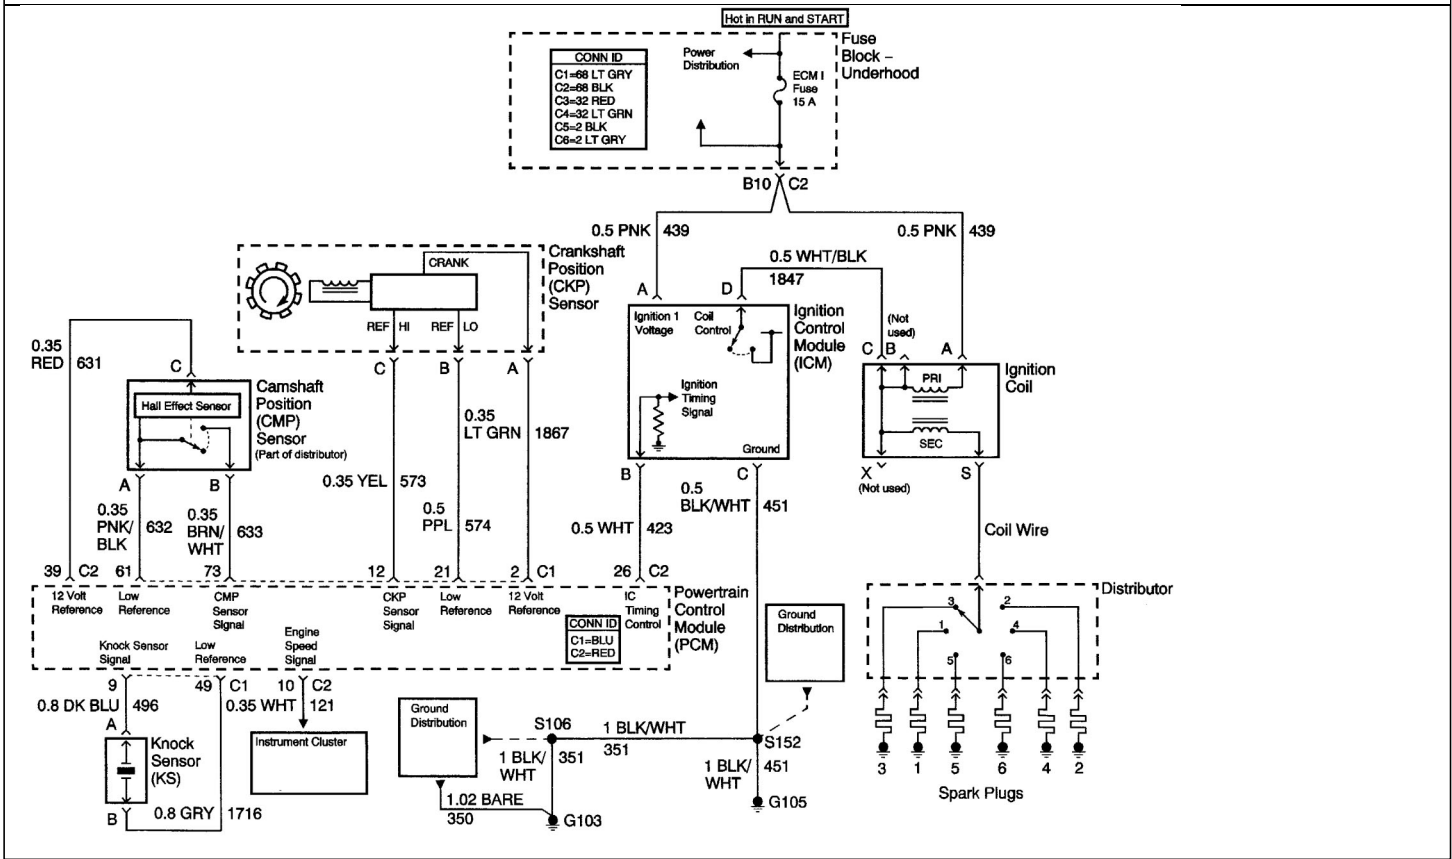 Hot in RUN and START
Fuse
Block –
Underhood
CONN ID
C1=68 LT GRY
C2=68 BLK
C3=32 RED
C4=32 LT GRN
C5=2 BLK
C6=2 LT GRY
Power
Distribution
ECM I
Fuse
15 A
B10
C2
0.5 PNK
439
0.5 PNK
439
0.5 WHT/BLK
1847
Crankshaft
Position
(CKP)
Sensor
CRANK
REF
HI
REF
LO
C
B
A
A
D
Ignition 1
Voltage
Coil
Control
Ignition
Timing
Signal
Ground
Ignition
Control
Module
(ICM)
(Not
used)
C
B
A
PRI
SEC
Ignition
Coil
X
(Not used)
S
0.35
RED
631
C
Hall Effect Sensor
Camshaft
Position
(CMP)
Sensor
(Part of distributor)
A
B
0.35
PNK/
BLK
632
0.35
BRN/
WHT
633
0.35 YEL
573
0.35
LT GRN
1867
0.5
PPL
574
B
C
0.5 WHT
423
0.5
BLK/WHT
451
Coil Wire
39
C2
61
73
12
21
2
C1
26
C2
12 Volt
Reference
Low
Reference
CMP
Sensor
Signal
CKP
Sensor
Signal
Low
Reference
12 Volt
Reference
IC
Timing
Control
Powertrain
Control
Module
(PCM)
CONN ID
C1=BLU
C2=RED
Knock Sensor
Signal
Low
Reference
Engine
Speed
Signal
9
49
C1
10
C2
0.8 DK BLU
496
0.35 WHT
121
A
Knock
Sensor
(KS)
B
0.8 GRY
1716
Instrument Cluster
Ground
Distribution
Ground
Distribution
S106
1 BLK/WHT
351
S152
1 BLK/
WHT
351
1 BLK/
WHT
451
1.02 BARE
350
G103
G105
Distributor
3
2
1
4
5
6
3
1
5
6
4
2
Spark Plugs